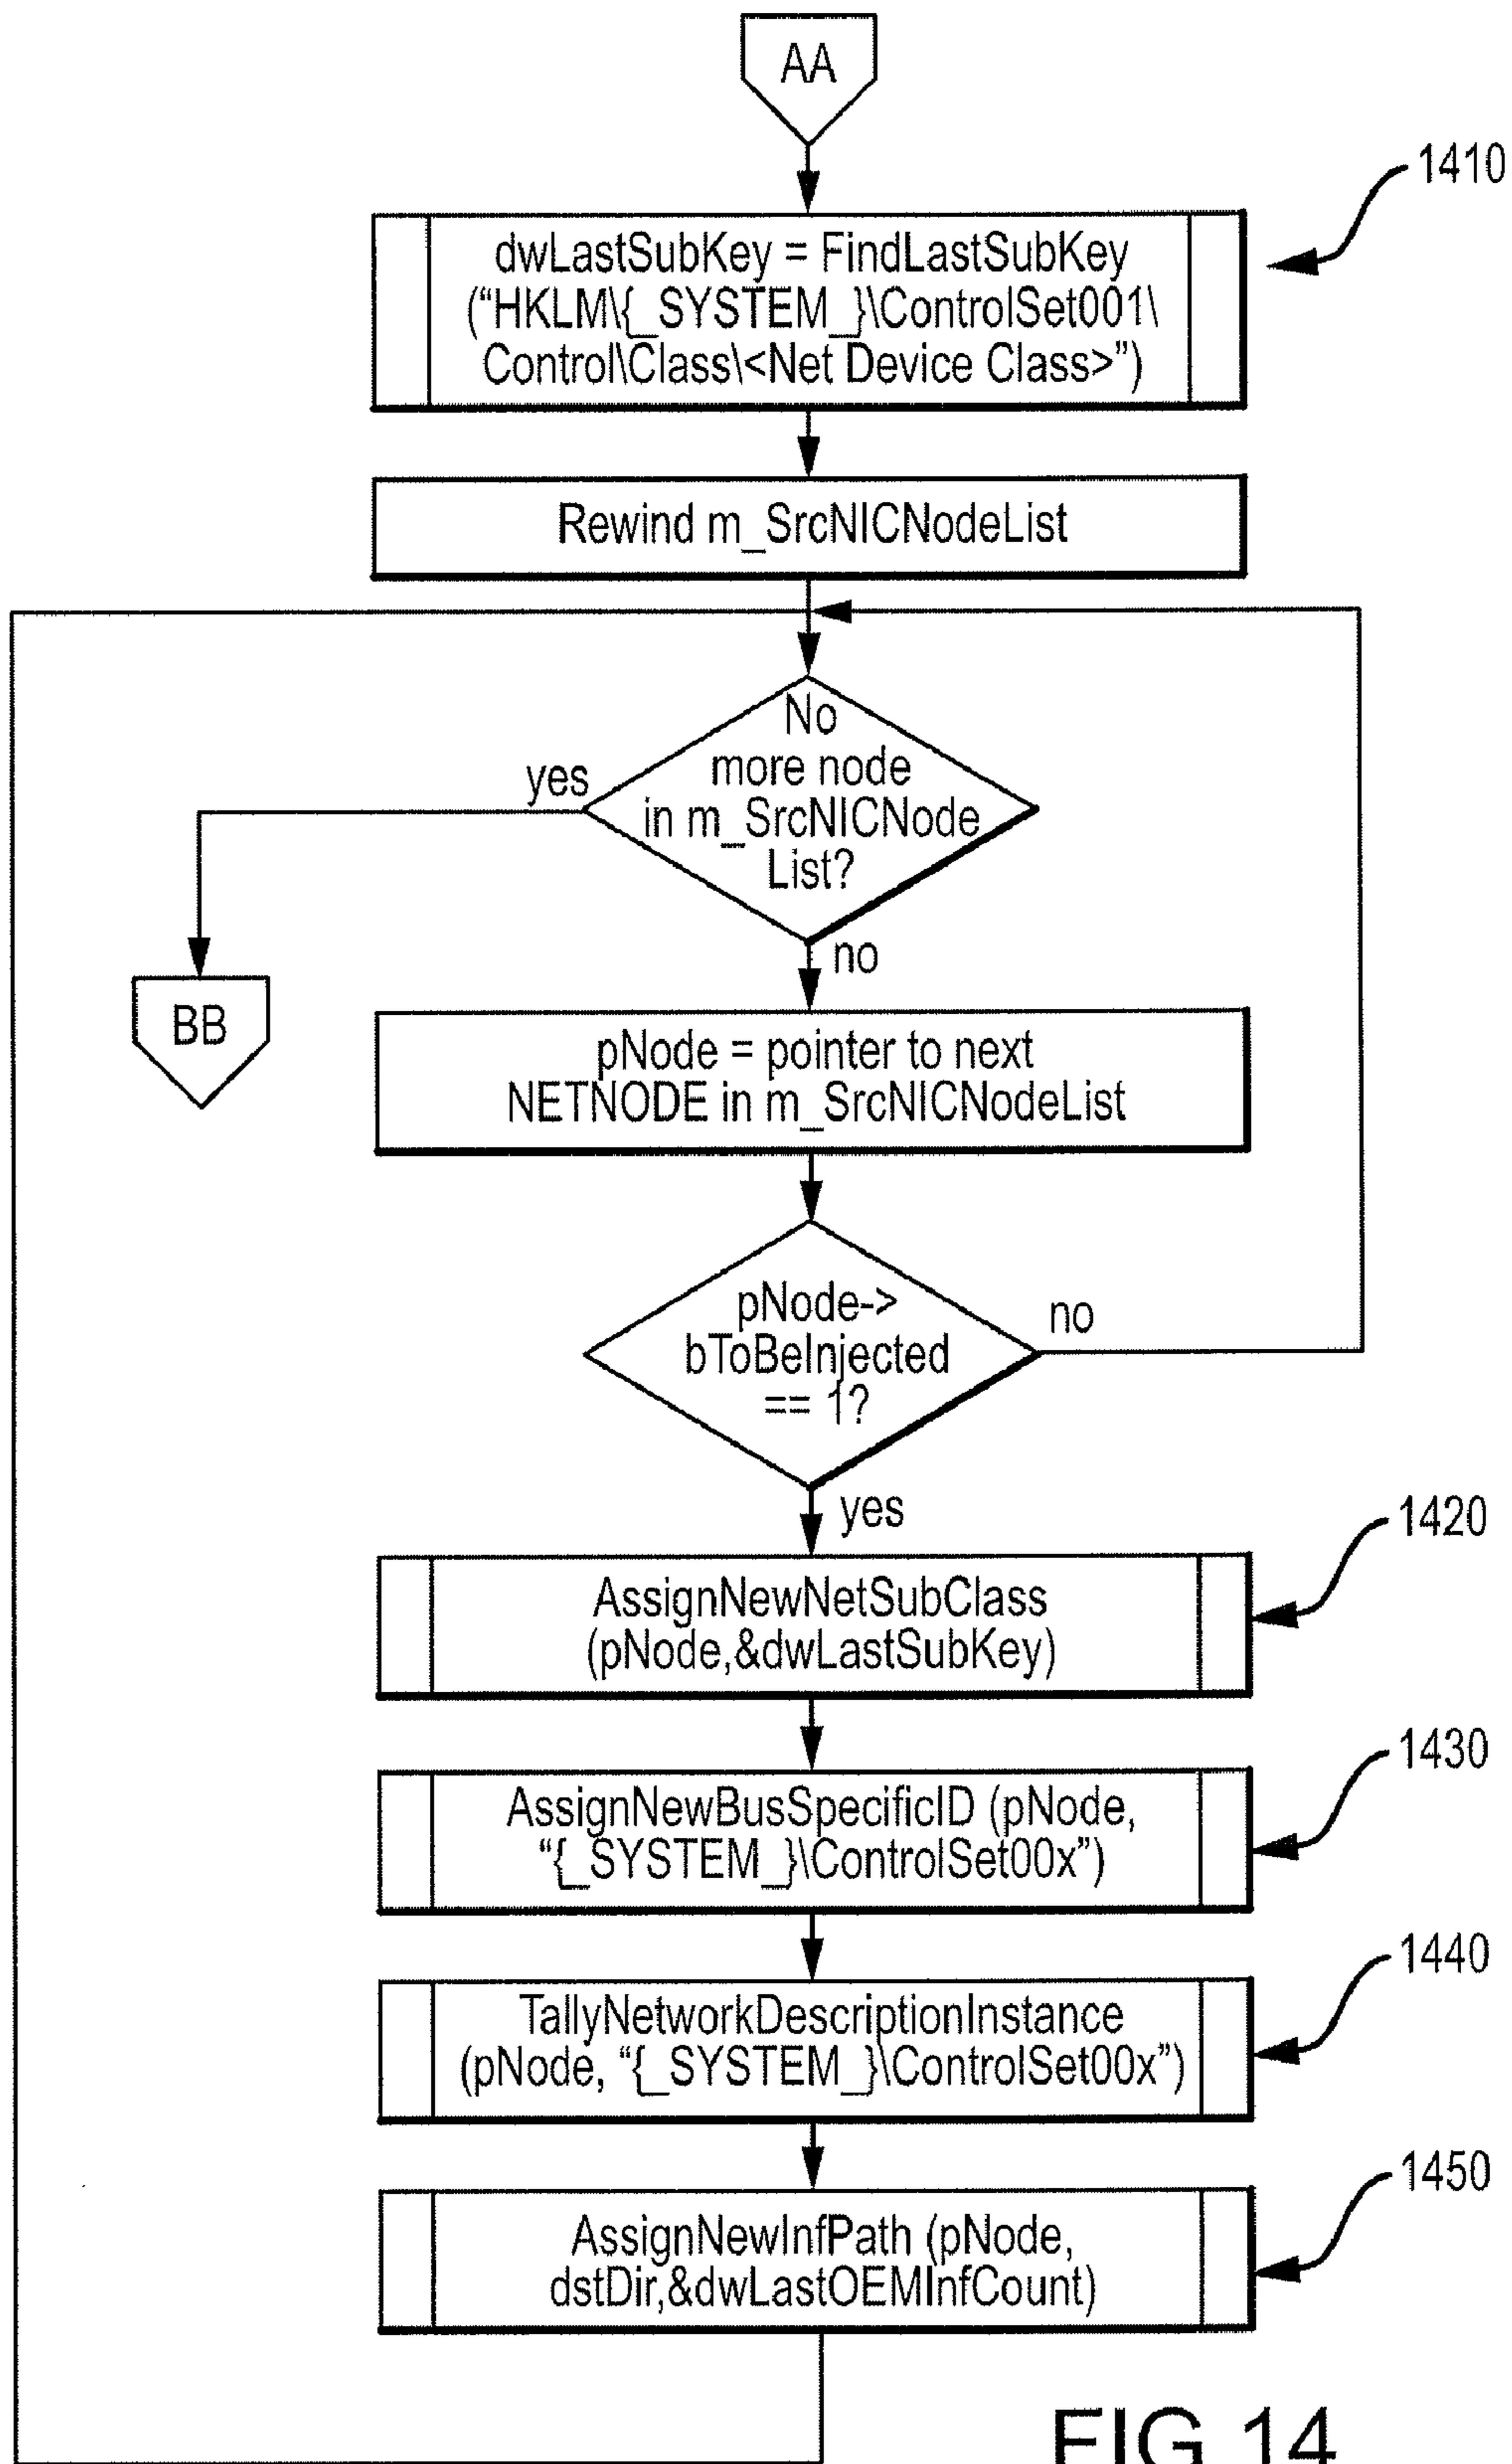 AA
1410
dwLastSubKey = FindLastSubKey
(“HKLM\{_SYSTEM_}\ControlSet001\
Control\Class\<Net Device Class>”)
Rewind m_SrcNICNodeList
No
more node
in m_SrcNICNode
List?
yes
no
BB
pNode = pointer to next
NETNODE in m_SrcNICNodeList
pNode->
bToBeInjected
== 1?
no
yes
1420
AssignNewNetSubClass
(pNode,&dwLastSubKey)
1430
AssignNewBusSpecificID (pNode,
“{_SYSTEM_}\ControlSet00x”)
1440
TallyNetworkDescriptionInstance
(pNode, “{_SYSTEM_}\ControlSet00x”)
1450
AssignNewInfPath (pNode,
dstDir,&dwLastOEMInfCount)
FIG.14